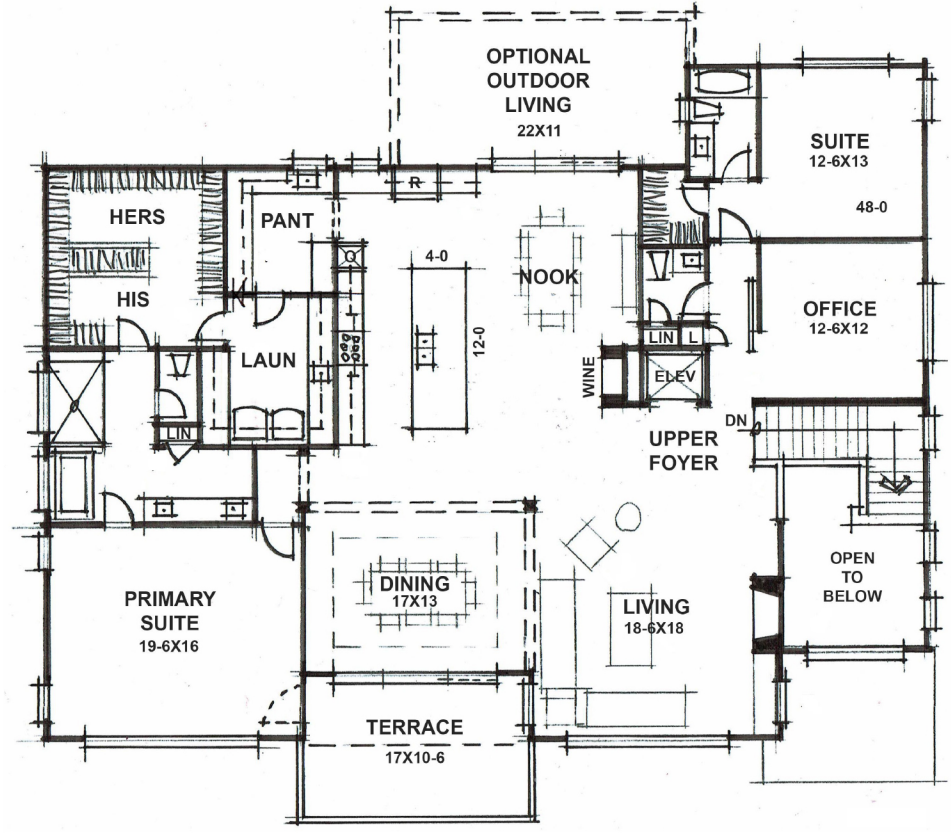 OPTIONAL
OUTDOOR
LIVING
22X11
SUITE
12-6X13
48-0
R
HERS
PANT
HIS
O
4-0
NOOK
12-0
OFFICE
12-6X12
LAUN
LIN
L
WINE
ELEV
LIN
DN
UPPER
FOYER
OPEN
TO
BELOW
DINING
17X13
PRIMARY
SUITE
19-6X16
LIVING
18-6X18
TERRACE
17X10-6